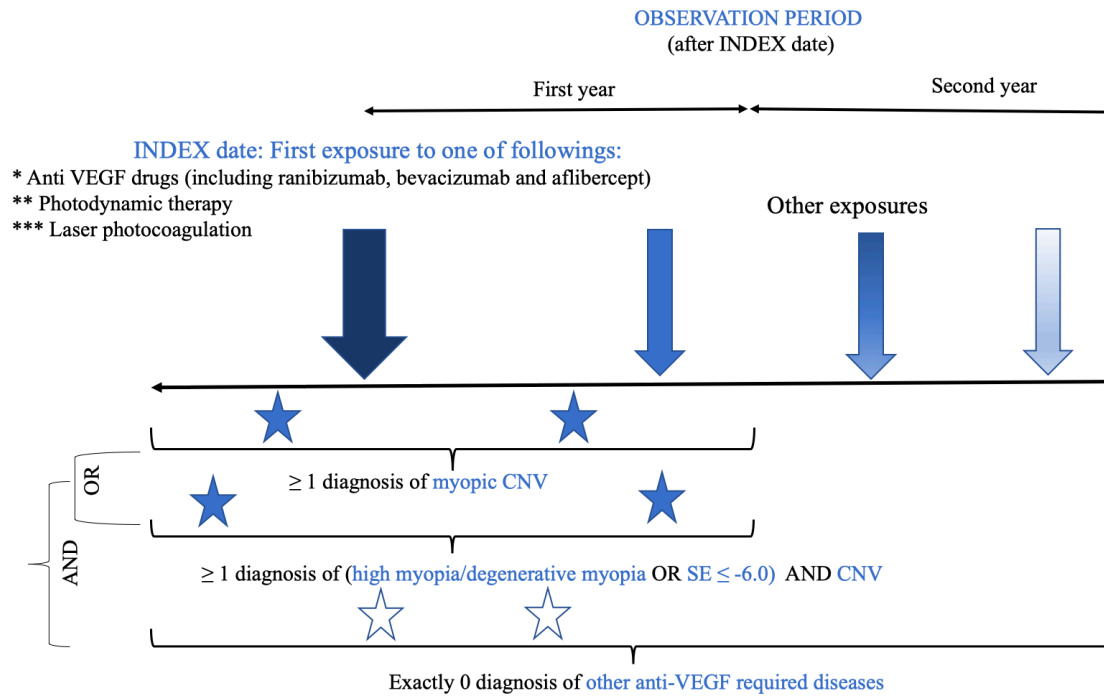 OBSERVATION PERIOD
(after INDEX date)
First year
Second year
INDEX date: First exposure to one of followings:
* Anti VEGF drugs (including ranibizumab, bevacizumab and aflibercept)
** Photodynamic therapy
*** Laser photocoagulation
Other exposures
OR
≥ 1 diagnosis of myopic CNV
AND
≥ 1 diagnosis of (high myopia/degenerative myopia OR SE ≤ -6.0) AND CNV
Exactly 0 diagnosis of other anti-VEGF required diseases